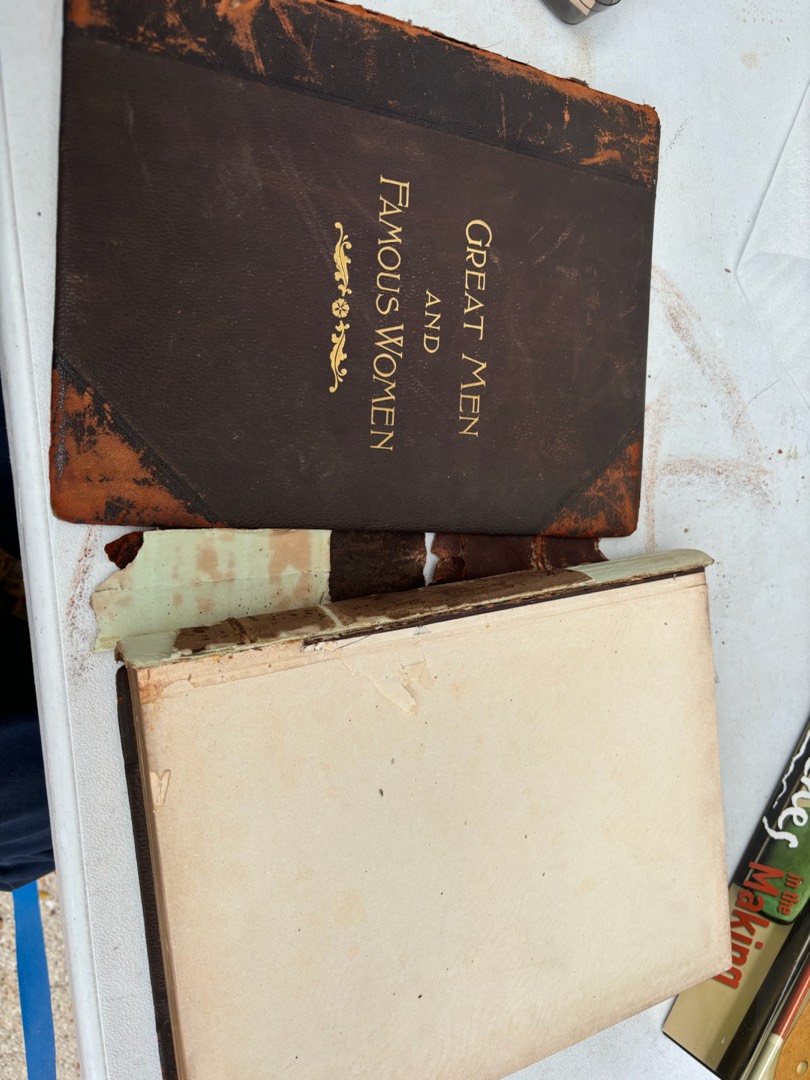 GREAT MEN
AND
FAMOUS WOMEN
in the
Making